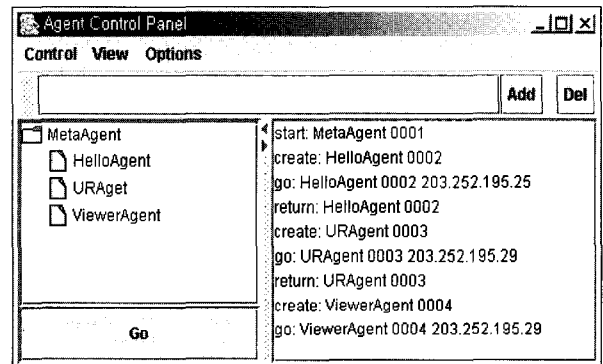 Agent Control Panel
Control View Options
Add Del
MetaAgent
HelloAgent
URAget
ViewerAgent
Go
start: MetaAgent 0001
create: HelloAgent 0002
go: HelloAgent 0002 203.252.195.25
return: HelloAgent 0002
create: URAgent 0003
go: URAgent 0003 203.252.195.29
return: URAgent 0003
create: ViewerAgent 0004
go: ViewerAgent 0004 203.252.195.29